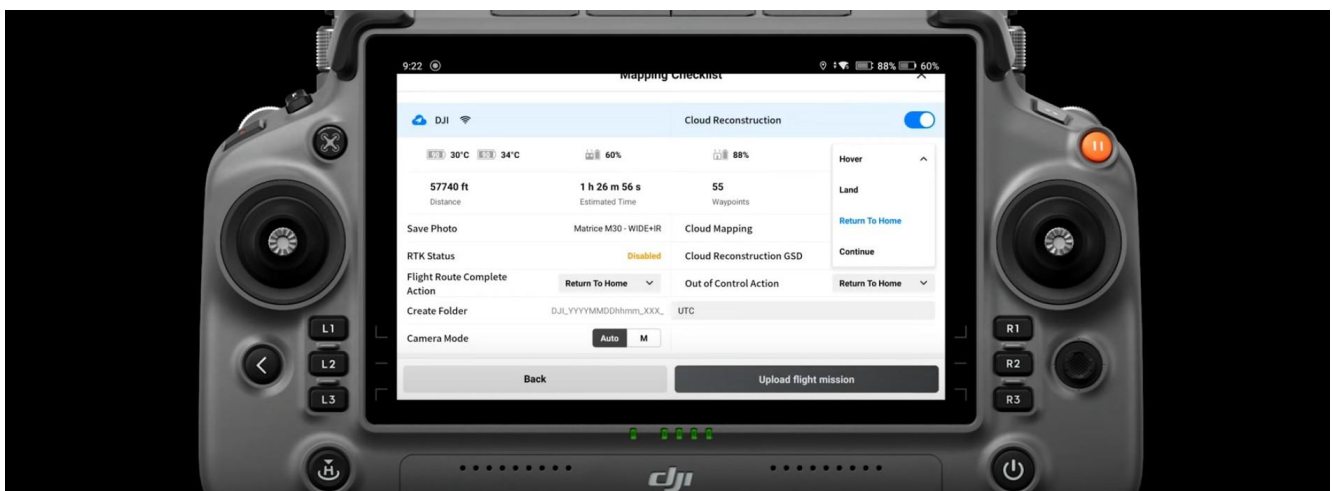 9:22
88% 60%
Mapping Checklist
DJI
Cloud Reconstruction
30°C 34°C 60% 88%
Hover
Land
Return To Home
Continue
57740 ft 1 h 26 m 56 s 55
Distance Estimated Time Waypoints
Save Photo Matrice M30 - WIDE+IR Cloud Mapping
RTK Status Disabled Cloud Reconstruction GSD
Flight Route Complete Action Return To Home Out of Control Action Return To Home
Create Folder DJI_YYYYMMDDhhmm_XXX_ UTC
Camera Mode Auto M
Back Upload flight mission
L1
L2
L3
R1
R2
R3
H
dji